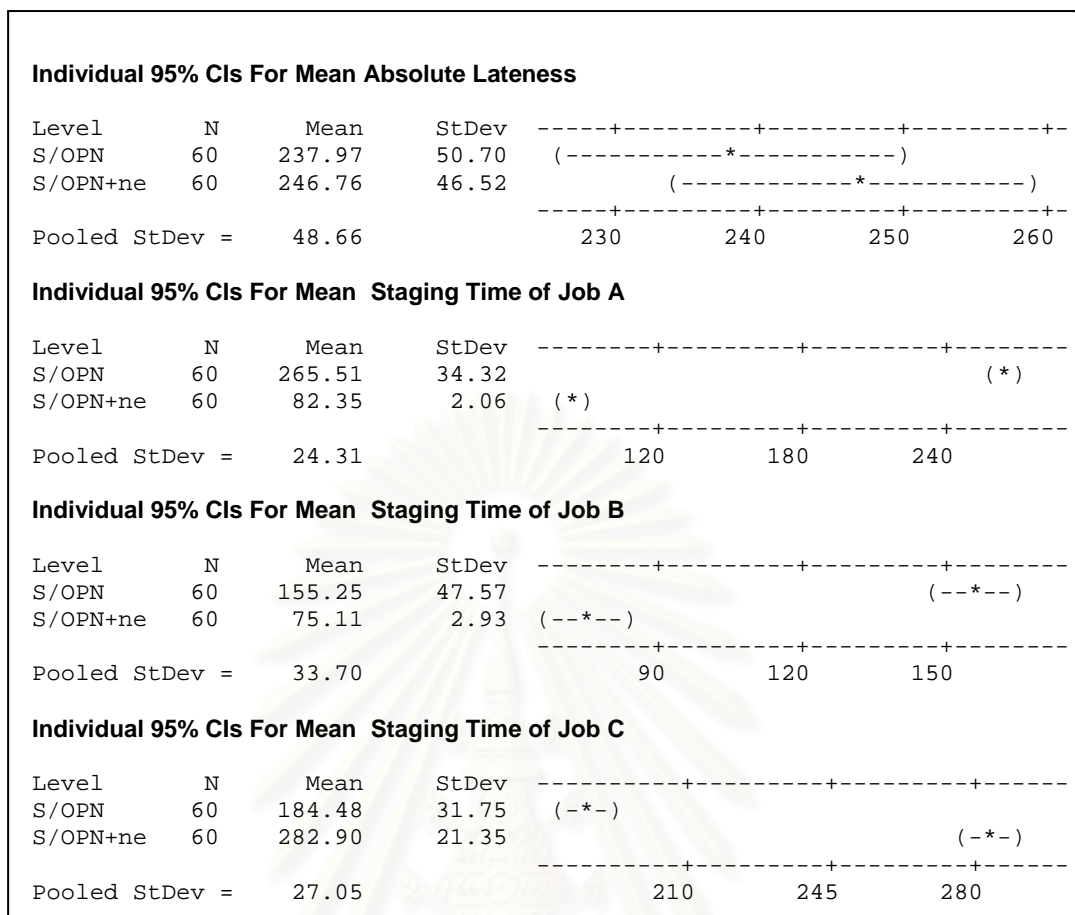 Individual 95% CIs For Mean Absolute Lateness
Level N Mean StDev -----+---------+---------+---------+-
S/OPN 60 237.97 50.70 (-----------*-----------)
S/OPN+ne 60 246.76 46.52 (------------*-----------)
-----+---------+---------+---------+-
Pooled StDev = 48.66 230 240 250 260
Individual 95% CIs For Mean Staging Time of Job A
Level N Mean StDev --------+---------+---------+--------
S/OPN 60 265.51 34.32 (*)
S/OPN+ne 60 82.35 2.06 (*)
--------+---------+---------+--------
Pooled StDev = 24.31 120 180 240
Individual 95% CIs For Mean Staging Time of Job B
Level N Mean StDev --------+---------+---------+--------
S/OPN 60 155.25 47.57 (--*--)
S/OPN+ne 60 75.11 2.93 (--*--)
--------+---------+---------+--------
Pooled StDev = 33.70 90 120 150
Individual 95% CIs For Mean Staging Time of Job C
Level N Mean StDev ----------+---------+---------+------
S/OPN 60 184.48 31.75 (-*-)
S/OPN+ne 60 282.90 21.35 (-*-)
----------+---------+---------+------
Pooled StDev = 27.05 210 245 280